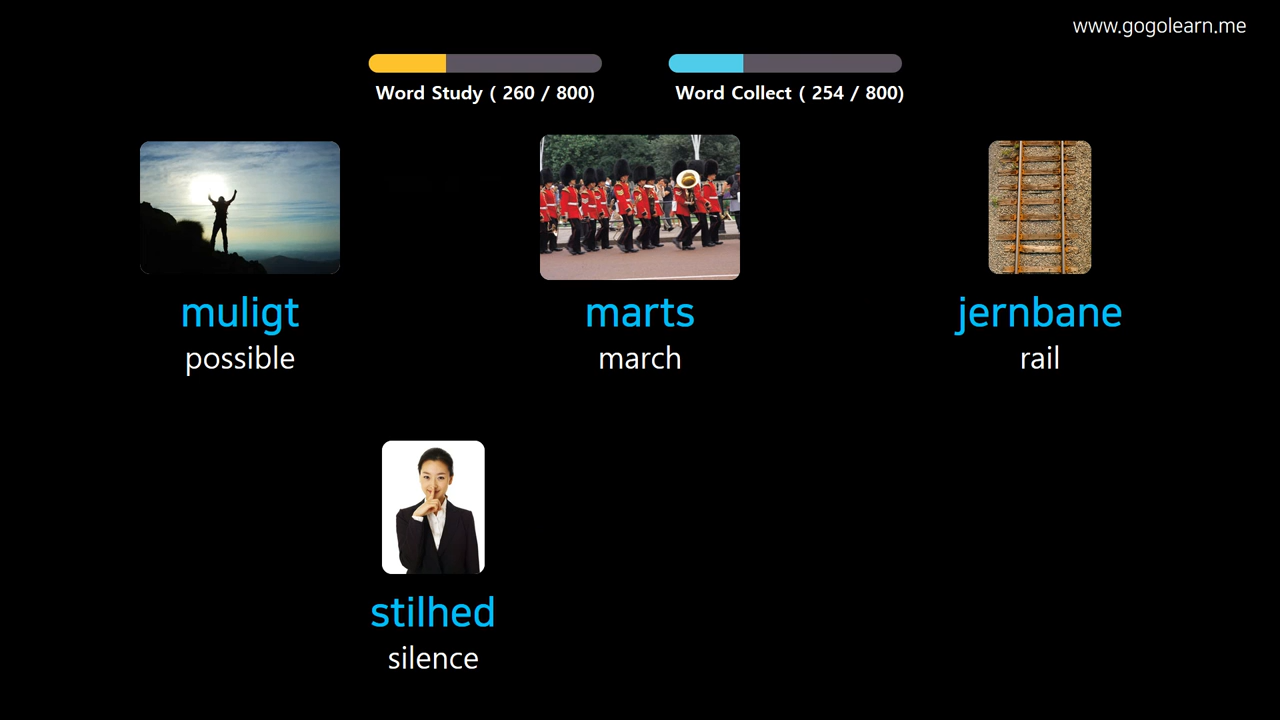 www.gogolearn.me
Word Study ( 260 / 800)
Word Collect ( 254 / 800)
muligt
possible
marts
march
jernbane
rail
stilhed
silence